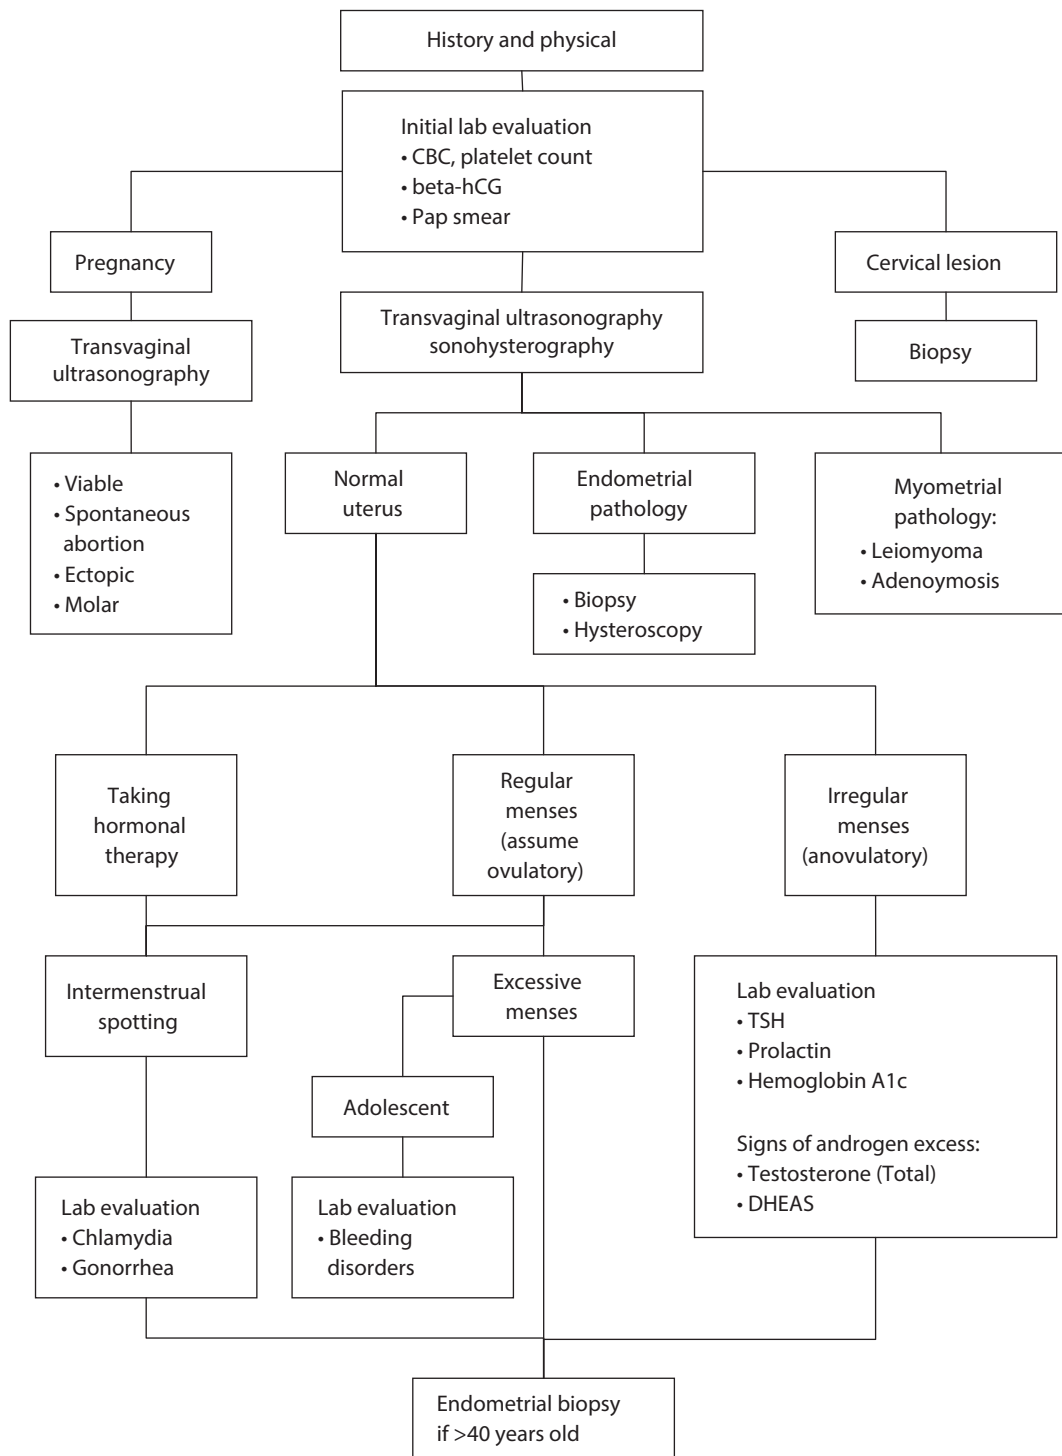 History and physical
Initial lab evaluation
• CBC, platelet count
• beta-hCG
• Pap smear
Pregnancy
Cervical lesion
Transvaginal
ultrasonography
Transvaginal ultrasonography
sonohysterography
Biopsy
• Viable
• Spontaneous
abortion
• Ectopic
• Molar
Normal
uterus
Endometrial
pathology
Myometrial
pathology:
• Leiomyoma
• Adenoymosis
• Biopsy
• Hysteroscopy
Taking
hormonal
therapy
Regular
menses
(assume
ovulatory)
Irregular
menses
(anovulatory)
Intermenstrual
spotting
Excessive
menses
Lab evaluation
• TSH
• Prolactin
• Hemoglobin A1c
Signs of androgen excess:
• Testosterone (Total)
• DHEAS
Adolescent
Lab evaluation
• Chlamydia
• Gonorrhea
Lab evaluation
• Bleeding
disorders
Endometrial biopsy
if >40 years old